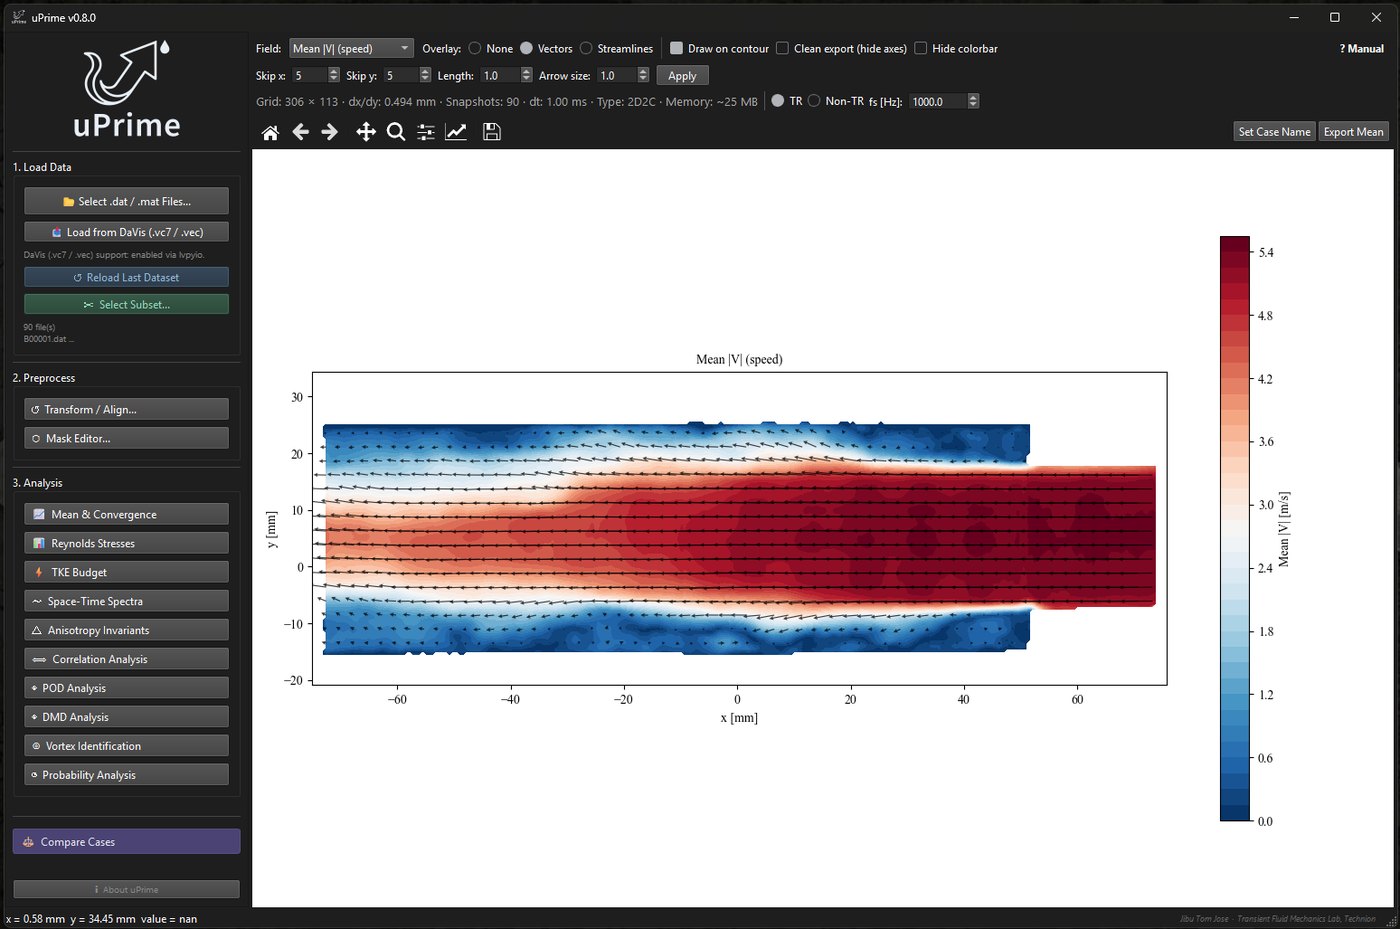 uPrime v0.8.0
uPrime
Field: Mean |V| (speed) Overlay: None Vectors Streamlines Draw on contour Clean export (hide axes) Hide colorbar ? Manual
Skip x: 5 Skip y: 5 Length: 1.0 Arrow size: 1.0 Apply
Grid: 306 × 113 · dx/dy: 0.494 mm · Snapshots: 90 · dt: 1.00 ms · Type: 2D2C · Memory: ~25 MB TR Non-TR fs [Hz]: 1000.0
Set Case Name Export Mean
1. Load Data
Select .dat / .mat Files...
Load from DaVis (.vc7 / .vec)
DaVis (.vc7 / .vec) support: enabled via lvpyio.
Reload Last Dataset
Select Subset...
90 file(s)
B00001.dat ...
2. Preprocess
Transform / Align...
Mask Editor...
3. Analysis
Mean & Convergence
Reynolds Stresses
TKE Budget
Space-Time Spectra
Anisotropy Invariants
Correlation Analysis
POD Analysis
DMD Analysis
Vortex Identification
Probability Analysis
Compare Cases
i About uPrime
Mean |V| (speed)
30
20
10
0
−10
−20
y [mm]
−60 −40 −20 0 20 40 60
x [mm]
5.4
4.8
4.2
3.6
3.0
2.4
1.8
1.2
0.6
0.0
Mean |V| [m/s]
x = 0.58 mm y = 34.45 mm value = nan
Jibu Tom Jose · Transient Fluid Mechanics Lab, Technion